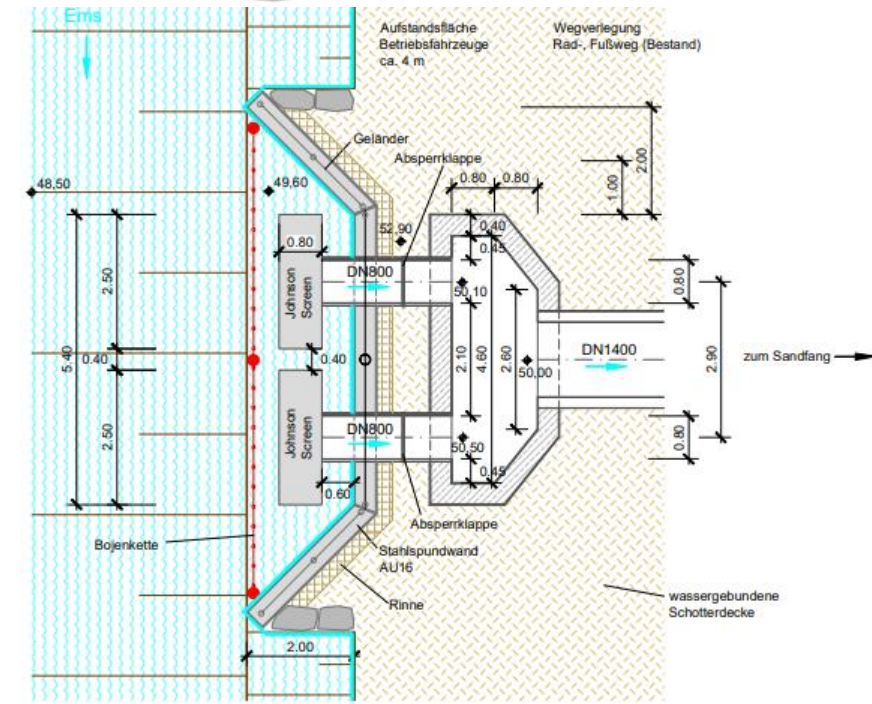 Ems
Aufstandsfläche
Betriebsfahrzeuge
ca. 4 m
Wegverlegung
Rad-, Fußweg (Bestand)
Geländer
Absperrklappe
0.80
0.80
1.00
2.00
48,50
49,60
52,90
0.40
0.45
0.80
2.50
DN800
50,10
Johnson
Screen
0.80
5.40
0.40
0.40
2.10
4.60
2.60
DN1400
50,00
2.90
zum Sandfang
2.50
Johnson
Screen
DN800
50,50
0.45
0.80
0.60
Absperrklappe
Bojenkette
Stahlspundwand
AU16
Rinne
wassergebundene
Schotterdecke
2.00